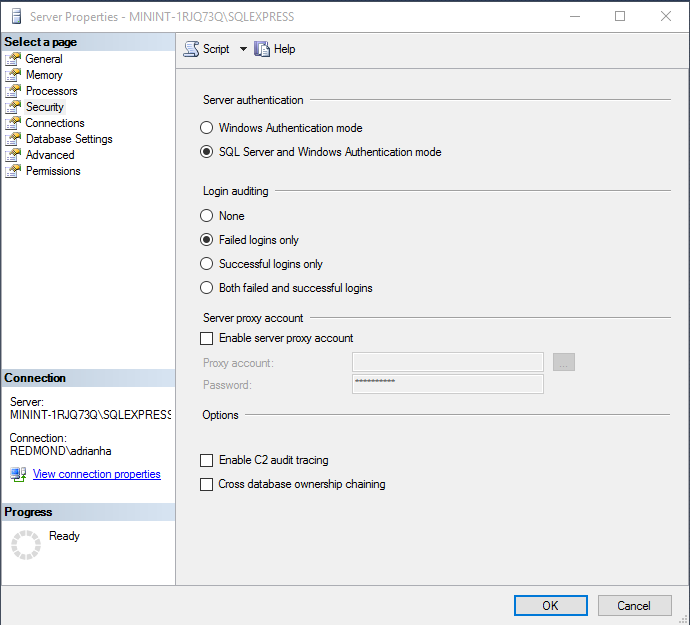 Server Properties - MININT-1RJQ73Q\SQLEXPRESS
Select a page
General
Memory
Processors
Security
Connections
Database Settings
Advanced
Permissions
Connection
Server:
MININT-1RJQ73Q\SQLEXPRESS
Connection:
REDMOND\adrianha
View connection properties
Progress
Ready
Script
Help
Server authentication
Windows Authentication mode
SQL Server and Windows Authentication mode
Login auditing
None
Failed logins only
Successful logins only
Both failed and successful logins
Server proxy account
Enable server proxy account
Proxy account:
...
Password:
**********
Options
Enable C2 audit tracing
Cross database ownership chaining
OK
Cancel